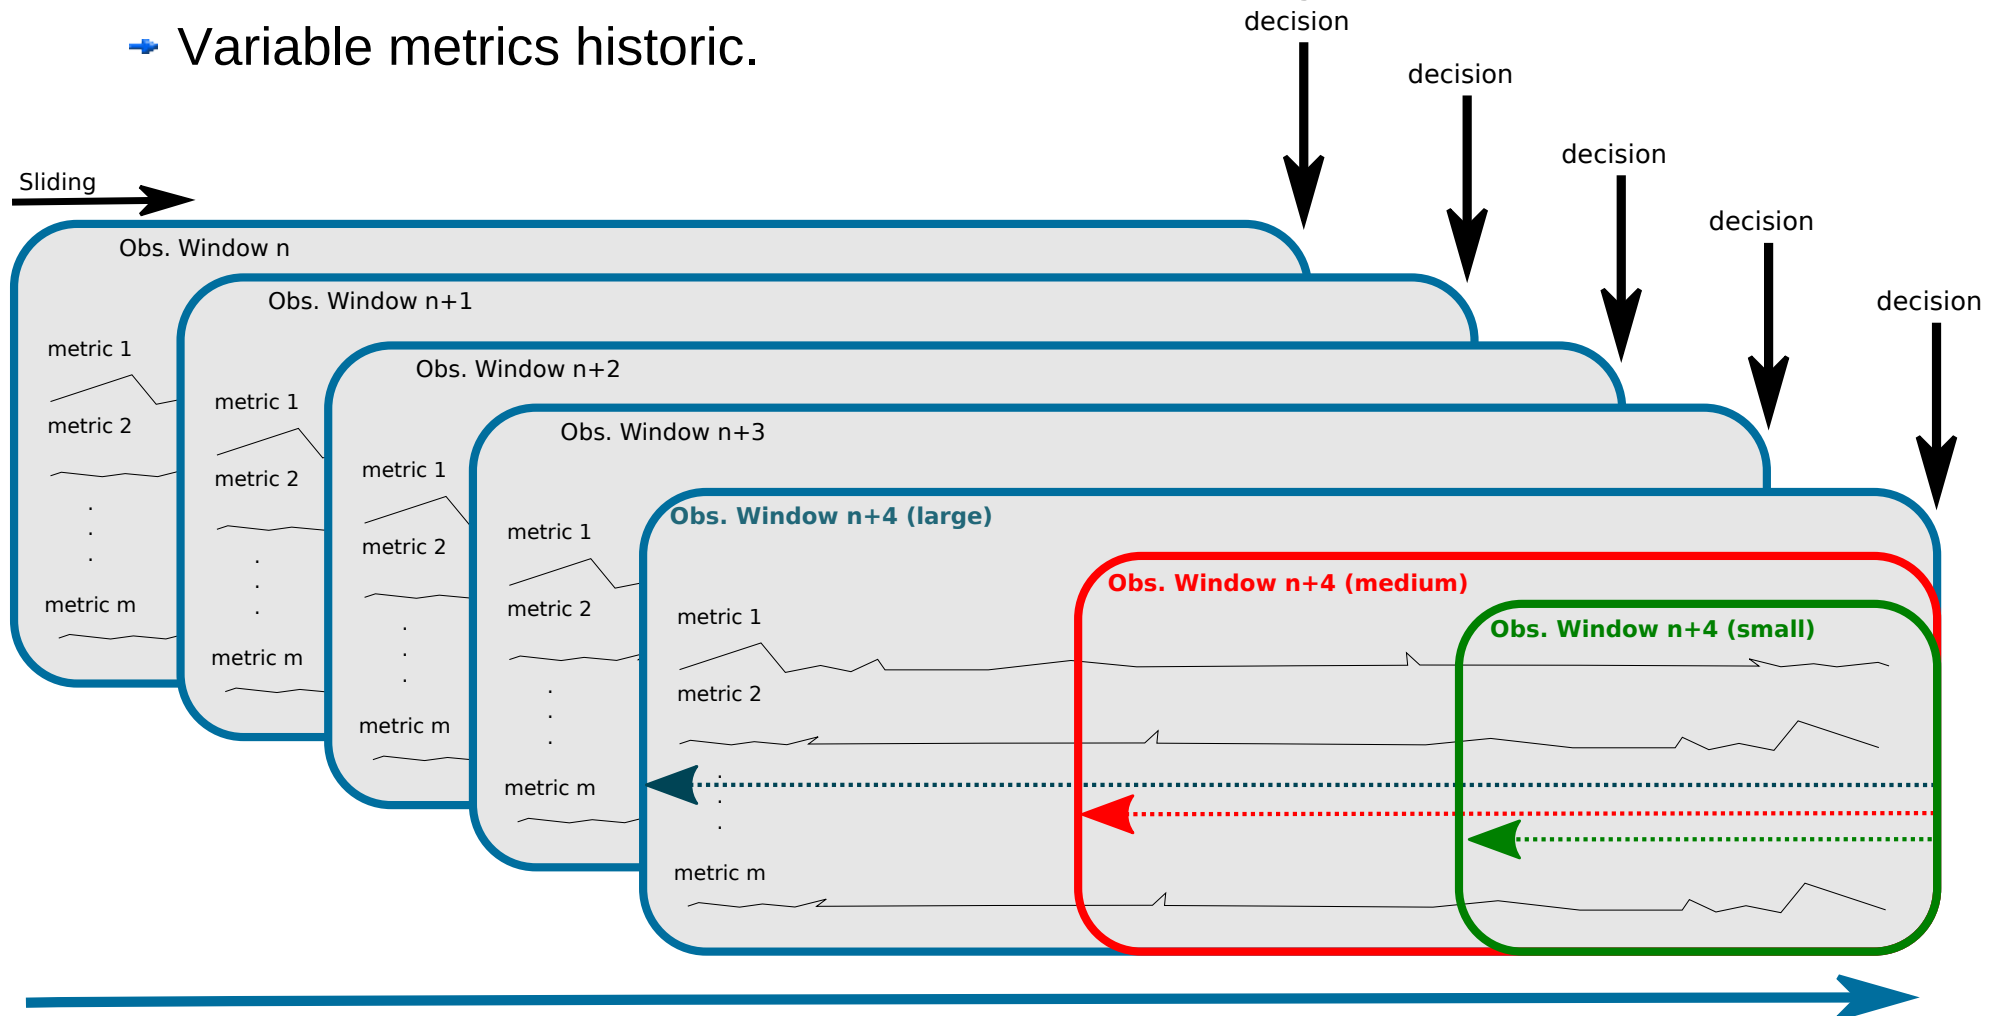 Variable metrics historic.
decision
decision
decision
decision
decision
Sliding
Obs. Window n
metric 1
metric 2
.
.
.
metric m
Obs. Window n+1
metric 1
metric 2
.
.
.
metric m
Obs. Window n+2
metric 1
metric 2
.
.
.
metric m
Obs. Window n+3
metric 1
metric 2
.
.
.
metric m
Obs. Window n+4 (large)
metric 1
metric 2
.
.
.
metric m
Obs. Window n+4 (medium)
Obs. Window n+4 (small)